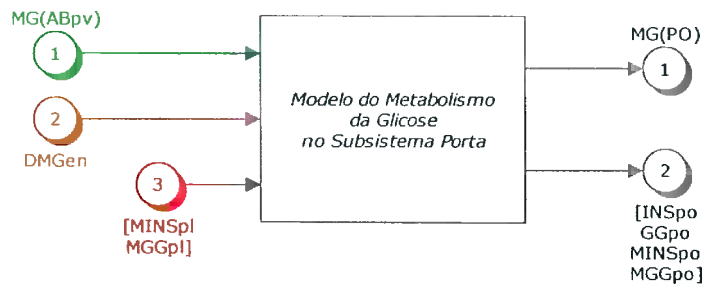 MG(ABpv)
1
2
DMGen
3
[MINSpl
MGGpl]
Modelo do Metabolismo
da Glicose
no Subsistema Porta
MG(PO)
1
2
[INSpo
GGpo
MINSpo
MGGpo]